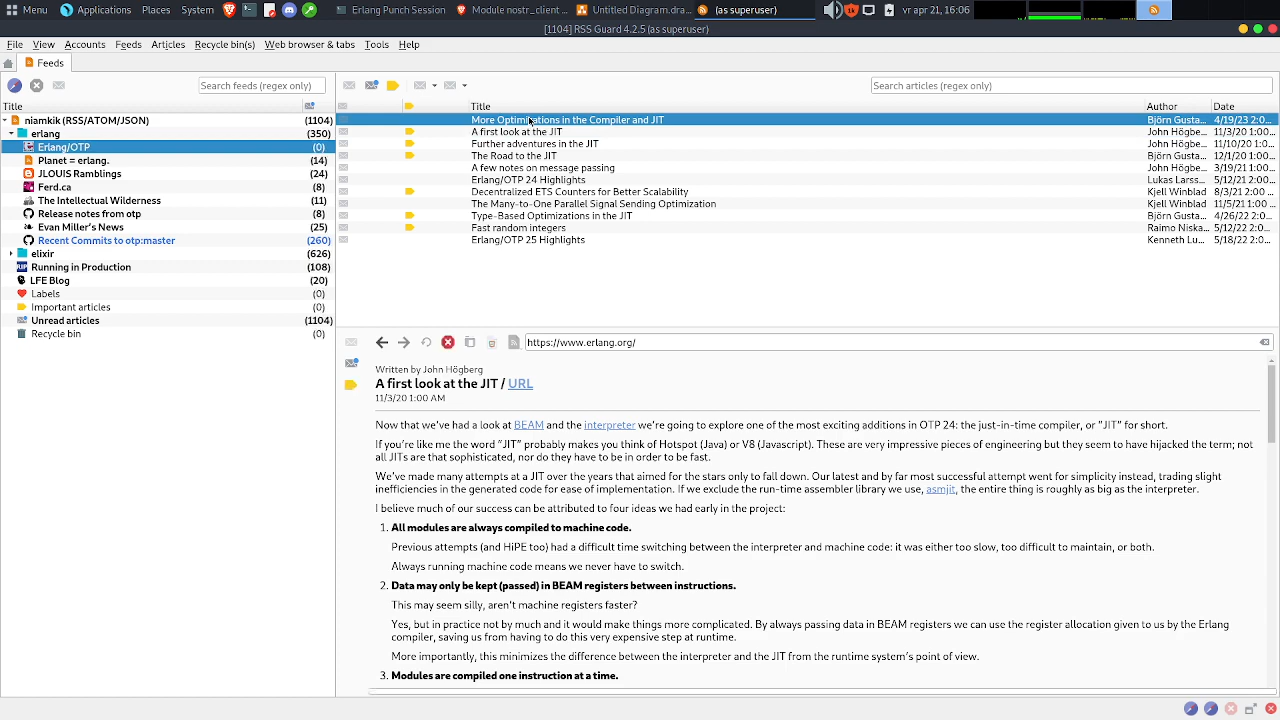 Menu Applications Places System Erlang Punch Sessi... Module nostr_client ... Untitled Diagram.dra... (as superuser) vr apr 21, 16:06
[1104] RSS Guard 4.2.5 (as superuser)
File View Accounts Feeds Articles Recycle bin(s) Web browser & tabs Tools Help
Feeds
Search feeds (regex only) Search articles (regex only)
Title Title Author Date
niamkik (RSS/ATOM/JSON) (1104)
erlang (350)
Erlang/OTP (0)
Planet = erlang. (14)
JLOUIS Ramblings (24)
Ferd.ca (8)
The Intellectual Wilderness (11)
Release notes from otp (8)
Evan Miller's News (25)
Recent Commits to otp:master (260)
elixir (626)
Running in Production (108)
LFE Blog (20)
Labels (0)
Important articles (0)
Unread articles (1104)
Recycle bin (0)
More Optimizations in the Compiler and JIT Björn Gusta... 4/19/23 2:0...
A first look at the JIT John Högbe... 11/3/20 1:0...
Further adventures in the JIT John Högbe... 11/10/20 1:...
The Road to the JIT Björn Gusta... 12/1/20 1:00...
A few notes on message passing John Högbe... 3/15/21 1:0...
Erlang/OTP 24 Highlights Lukas Larss... 5/12/21 2:0...
Decentralized ETS Counters for Better Scalability Kjell Winblad 8/3/21 2:00...
The Many-to-One Parallel Signal Sending Optimization Kjell Winblad 11/5/21 1:00...
Type-Based Optimizations in the JIT Björn Gusta... 4/26/22 2:0...
Fast random integers Raimo Niska... 5/12/22 2:0...
Erlang/OTP 25 Highlights Kenneth Lu... 5/18/22 2:0...
https://www.erlang.org/
Written by John Högberg
A first look at the JIT / URL
11/3/20 1:00 AM
Now that we've had a look at BEAM and the interpreter we're going to explore one of the most exciting additions in OTP 24: the just-in-time compiler, or "JIT" for short.
If you're like me the word "JIT" probably makes you think of Hotspot (Java) or V8 (Javascript). These are very impressive pieces of engineering but they seem to have hijacked the term; not
all JITs are that sophisticated, nor do they have to be in order to be fast.
We've made many attempts at a JIT over the years that aimed for the stars only to fall down. Our latest and by far most successful attempt went for simplicity instead, trading slight
inefficiencies in the generated code for ease of implementation. If we exclude the run-time assembler library we use, asmjit, the entire thing is roughly as big as the interpreter.
I believe much of our success can be attributed to four ideas we had early in the project:
1. All modules are always compiled to machine code.
Previous attempts (and HiPE too) had a difficult time switching between the interpreter and machine code: it was either too slow, too difficult to maintain, or both.
Always running machine code means we never have to switch.
2. Data may only be kept (passed) in BEAM registers between instructions.
This may seem silly, aren't machine registers faster?
Yes, but in practice not by much and it would make things more complicated. By always passing data in BEAM registers we can use the register allocation given to us by the Erlang
compiler, saving us from having to do this very expensive step at runtime.
More importantly, this minimizes the difference between the interpreter and the JIT from the runtime system's point of view.
3. Modules are compiled one instruction at a time.